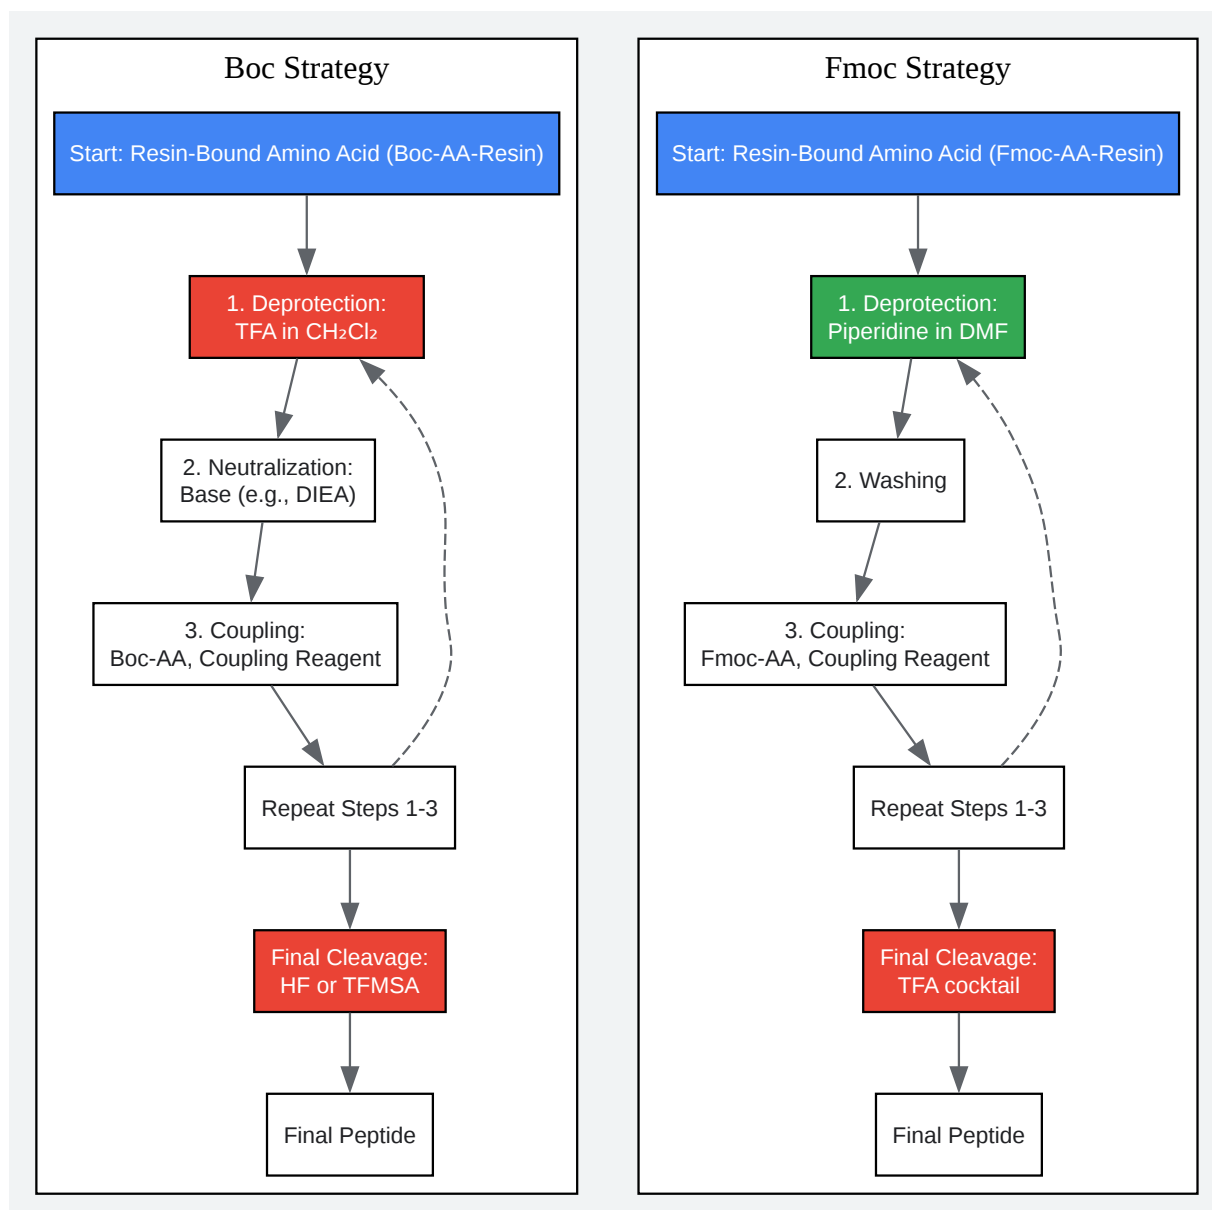 Boc Strategy
Start: Resin-Bound Amino Acid (Boc-AA-Resin)
1. Deprotection:
TFA in CH₂Cl₂
2. Neutralization:
Base (e.g., DIEA)
3. Coupling:
Boc-AA, Coupling Reagent
Repeat Steps 1-3
Final Cleavage:
HF or TFMSA
Final Peptide
Fmoc Strategy
Start: Resin-Bound Amino Acid (Fmoc-AA-Resin)
1. Deprotection:
Piperidine in DMF
2. Washing
3. Coupling:
Fmoc-AA, Coupling Reagent
Repeat Steps 1-3
Final Cleavage:
TFA cocktail
Final Peptide